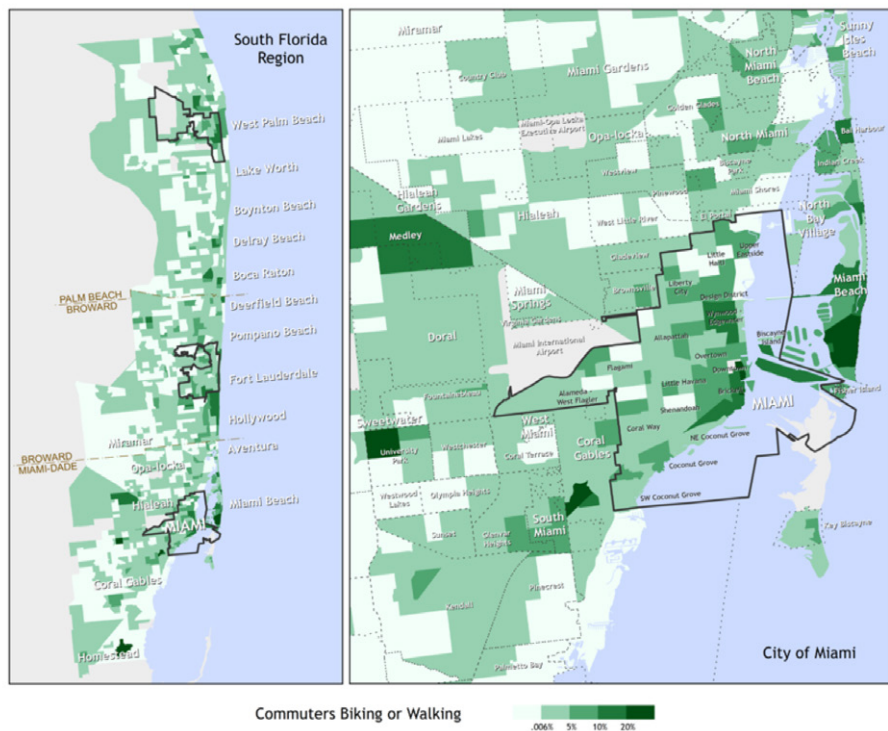 South Florida
Region
West Palm Beach
Lake Worth
Boynton Beach
Delray Beach
Boca Raton
PALM BEACH
BROWARD
Deerfield Beach
Pompano Beach
Fort Lauderdale
Hollywood
Miramar
Aventura
BROWARD
MIAMI-DADE
Opa-locka
Hialeah
Miami Beach
MIAMI
Coral Gables
Homestead
Miramar
Sunny
Isles
Beach
Country Club
Miami Gardens
North
Miami
Beach
Golden Glades
Miami-Opa Locka
Executive Airport
Miami Lakes
Opa-locka
North Miami
Bal Harbour
Biscayne
Park
Indian Creek
Westview
Pinewood
Miami Shores
Hialeah
Gardens
Hialeah
West Little River
El Portal
North
Bay
Village
Medley
Gladeview
Little
Haiti
Upper
Eastside
Miami
Springs
Brownsville
Liberty
City
Design District
Miami
Beach
Virginia Gardens
Wynwood
Edgewater
Doral
Miami International
Airport
Allapattah
Biscayne
Island
Overtown
Flagami
Downtown
Fountainebleau
Alameda -
West Flagler
Little Havana
Brickell
MIAMI
Fisher Island
Sweetwater
Shenandoah
West
Miami
Coral
Gables
Coral Way
NE Coconut Grove
University
Park
Westchester
Coral Terrace
Coconut Grove
Westwood
Lakes
Olympia Heights
SW Coconut Grove
South
Miami
Sunset
Glenvar
Heights
Key Biscayne
Pinecrest
Kendall
Palmetto Bay
City of Miami
Commuters Biking or Walking
.006% 5% 10% 20%